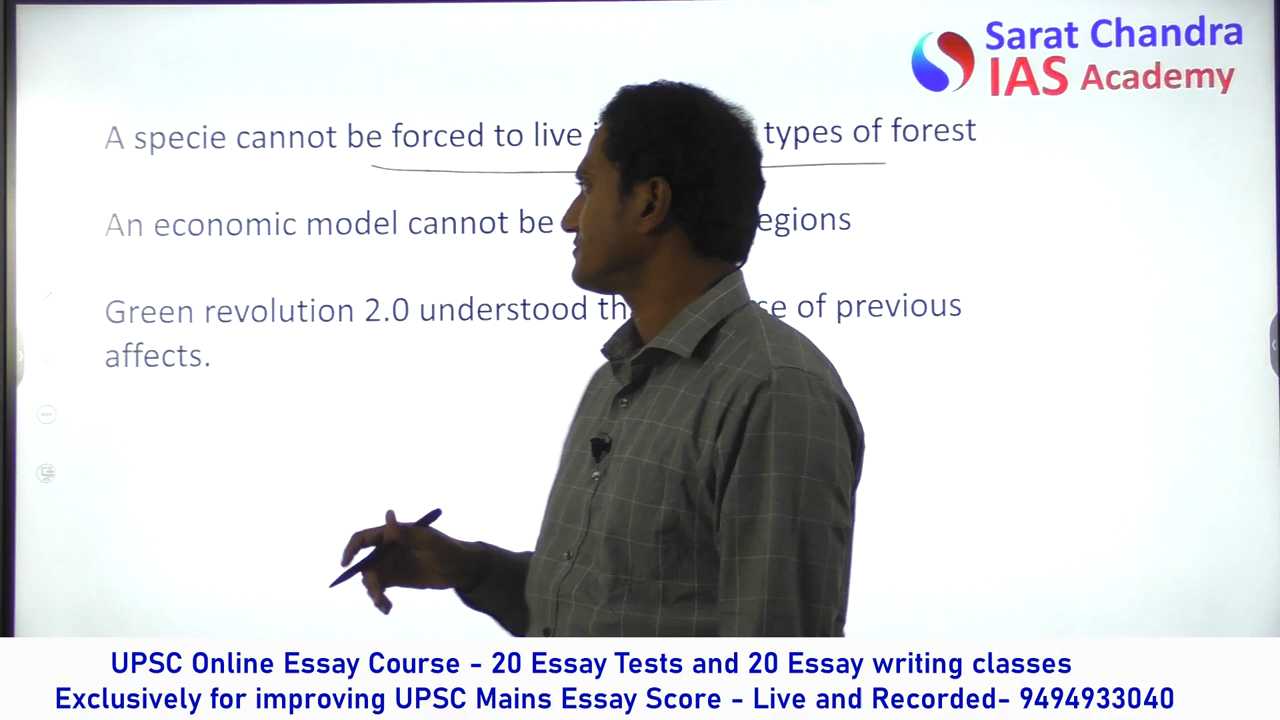 Sarat Chandra
IAS Academy
A specie cannot be forced to live types of forest
An economic model cannot be
Green revolution 2.0 understood of previous
affects.
UPSC Online Essay Course - 20 Essay Tests and 20 Essay writing classes
Exclusively for improving UPSC Mains Essay Score - Live and Recorded- 9494933040